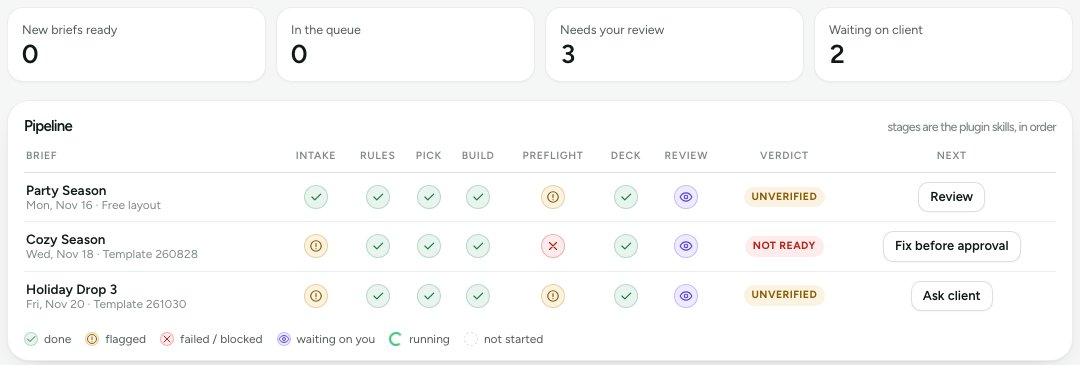 New briefs ready
0
In the queue
0
Needs your review
3
Waiting on client
2
Pipeline
stages are the plugin skills, in order
BRIEF INTAKE RULES PICK BUILD PREFLIGHT DECK REVIEW VERDICT NEXT
Party Season
Mon, Nov 16 · Free layout
UNVERIFIED
Review
Cozy Season
Wed, Nov 18 · Template 260828
NOT READY
Fix before approval
Holiday Drop 3
Fri, Nov 20 · Template 261030
UNVERIFIED
Ask client
done flagged failed / blocked waiting on you running not started